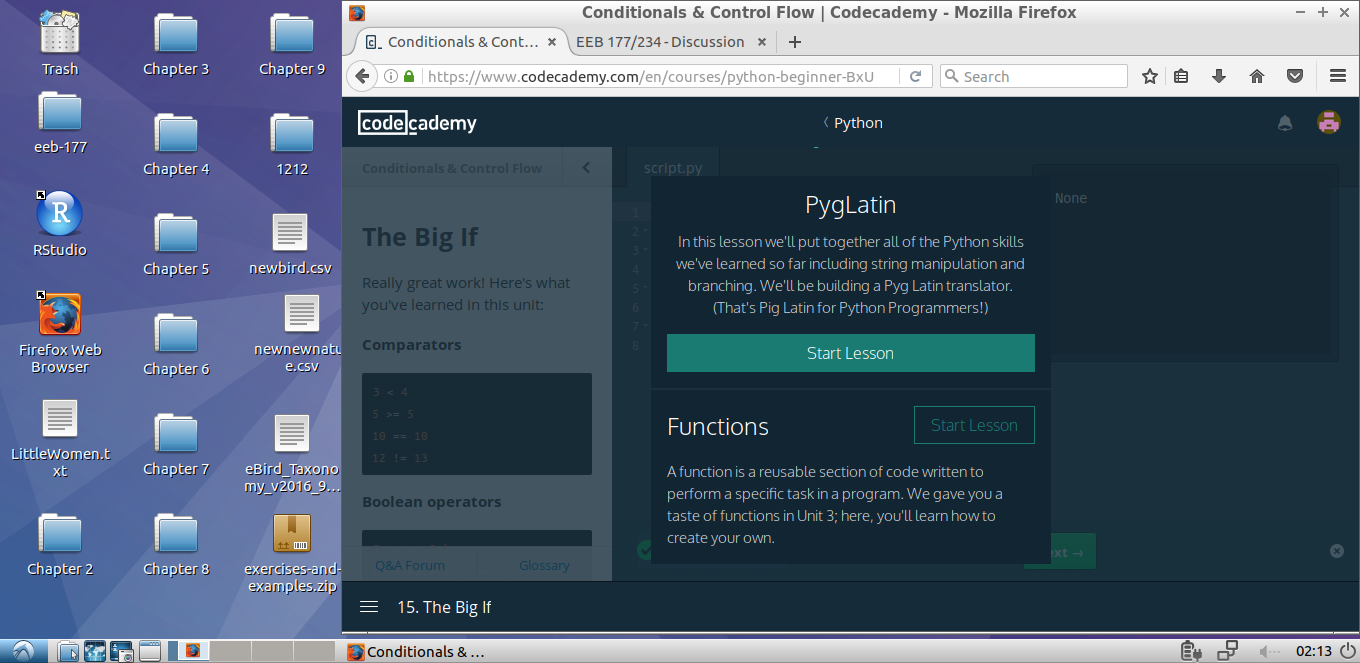 Trash
Chapter 3
Chapter 9
eeb-177
Chapter 4
1212
RStudio
Chapter 5
newbird.csv
Firefox Web
Browser
Chapter 6
newnewnatu
e.csv
LittleWomen.t
xt
Chapter 7
eBird_Taxono
my_v2016_9...
Chapter 2
Chapter 8
exercises-and-
examples.zip
Conditionals & Control Flow | Codecademy - Mozilla Firefox
Conditionals & Cont...
EEB 177/234 - Discussion
https://www.codecademy.com/en/courses/python-beginner-BxU
Search
codecademy
Python
Conditionals & Control Flow
script.py
The Big If
Really great work! Here's what
you've learned in this unit:
Comparators
3 < 4
5 >= 5
10 == 10
12 != 13
Boolean operators
Q&A Forum
Glossary
1
2
3
4
5
6
7
8
None
PygLatin
In this lesson we'll put together all of the Python skills
we've learned so far including string manipulation and
branching. We'll be building a Pyg Latin translator.
(That's Pig Latin for Python Programmers!)
Start Lesson
Functions
Start Lesson
A function is a reusable section of code written to
perform a specific task in a program. We gave you a
taste of functions in Unit 3; here, you'll learn how to
create your own.
ext →
15. The Big If
Conditionals & ...
02:13